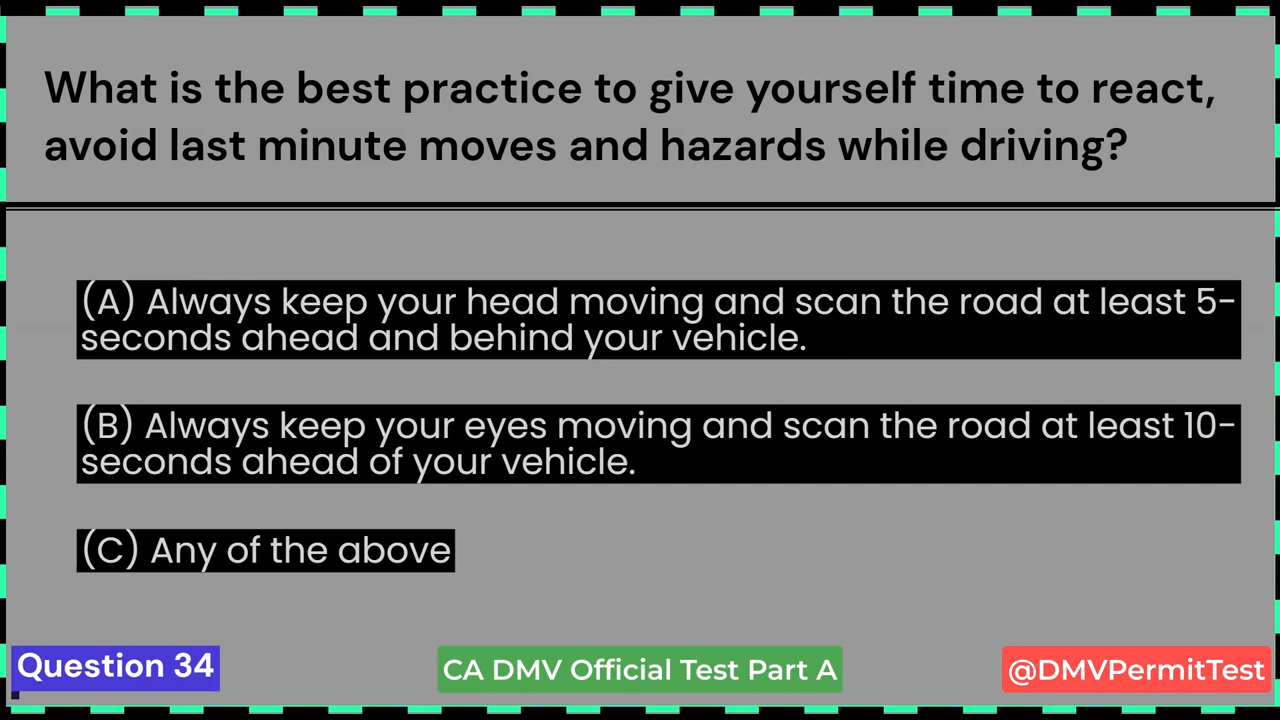 What is the best practice to give yourself time to react,
avoid last minute moves and hazards while driving?
(A) Always keep your head moving and scan the road at least 5-
seconds ahead and behind your vehicle.
(B) Always keep your eyes moving and scan the road at least 10-
seconds ahead of your vehicle.
(C) Any of the above
Question 34
CA DMV Official Test Part A
@DMVPermitTest